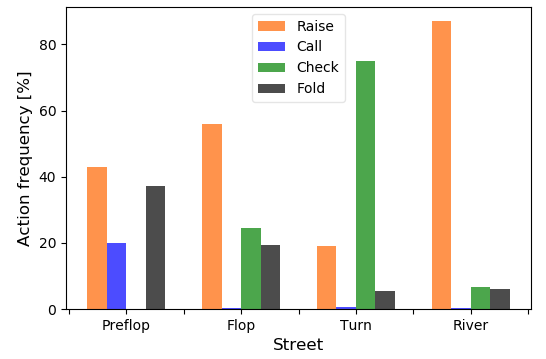 Raise
Call
Check
Fold
Action frequency [%]
80
60
40
20
0
Preflop
Flop
Turn
River
Street